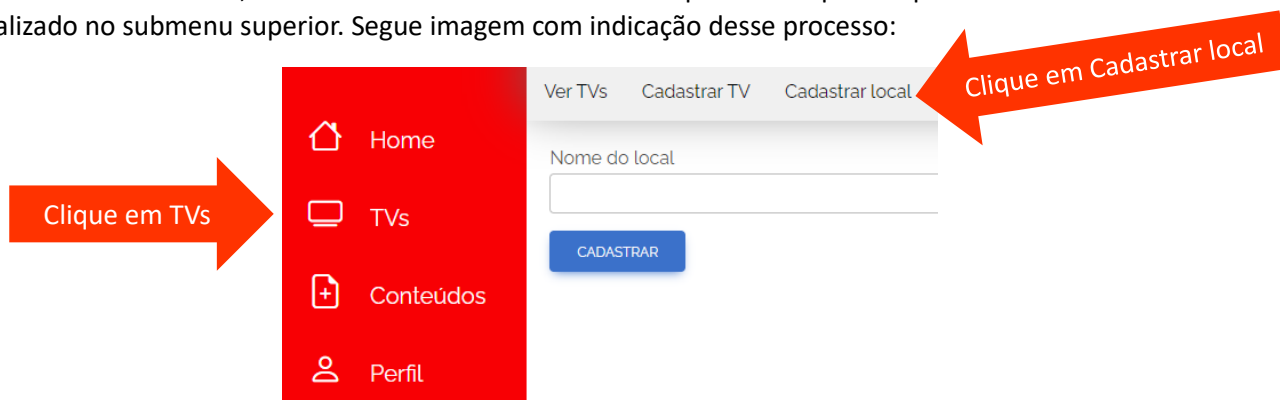 alizado no submenu superior. Segue imagem com indicação desse processo:
Clique em Cadastrar local
Ver TVs Cadastrar TV Cadastrar local
Home
Nome do local
Clique em TVs
TVs
CADASTRAR
Conteúdos
Perfil